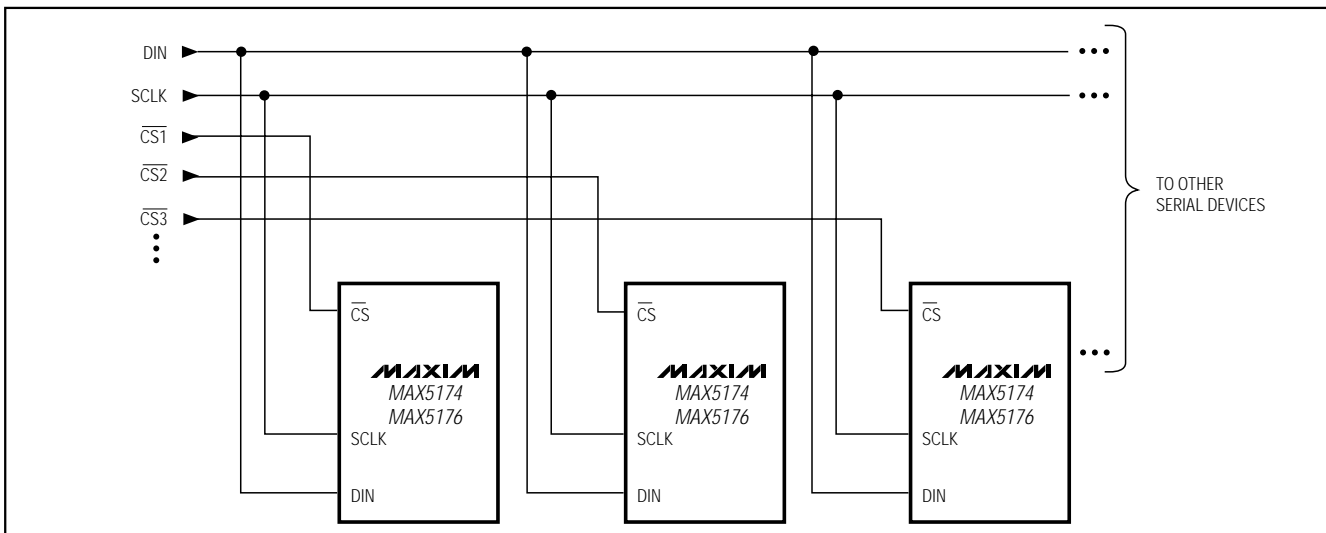 DIN
SCLK
CS1
CS2
CS3
TO OTHER
SERIAL DEVICES
CS
MAXIM
MAX5174
MAX5176
SCLK
DIN
CS
MAXIM
MAX5174
MAX5176
SCLK
DIN
CS
MAXIM
MAX5174
MAX5176
SCLK
DIN